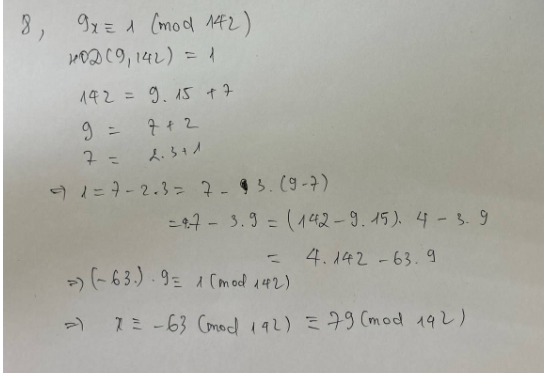 8, 9x ≡ 1 (mod 142)
НОД(9,142) = 1
142 = 9.15 + 7
9 = 7 + 2
7 = 2.3+1
⇒ 1 = 7 - 2.3 = 7 - 3.(9-7)
= 7 - 3.9 = (142 - 9.15). 4 - 3.9
= 4.142 - 63.9
⇒ (-63.).9 ≡ 1 (mod 142)
⇒ x ≡ -63 (mod 142) ≡ 79 (mod 142)